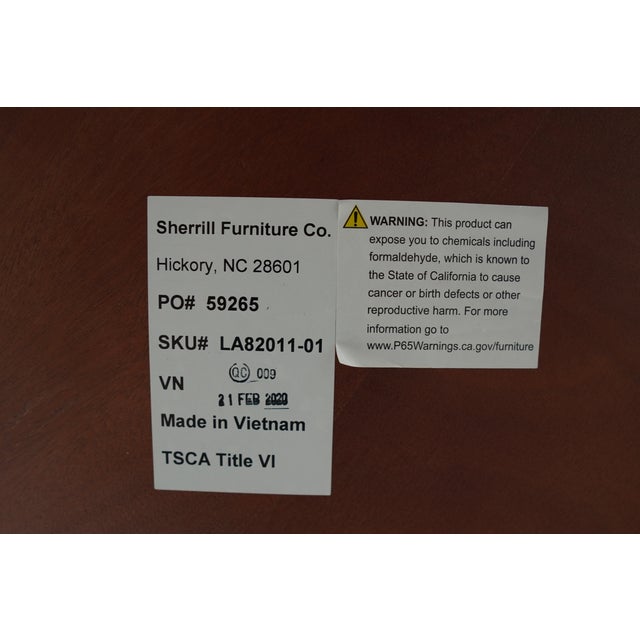 Sherrill Furniture Co.
Hickory, NC 28601
PO# 59265
SKU# LA82011-01
QC 009
VN
21 FEB 2020
Made in Vietnam
TSCA Title VI
WARNING: This product can
expose you to chemicals including
formaldehyde, which is known to
the State of California to cause
cancer or birth defects or other
reproductive harm. For more
information go to
www.P65Warnings.ca.gov/furniture